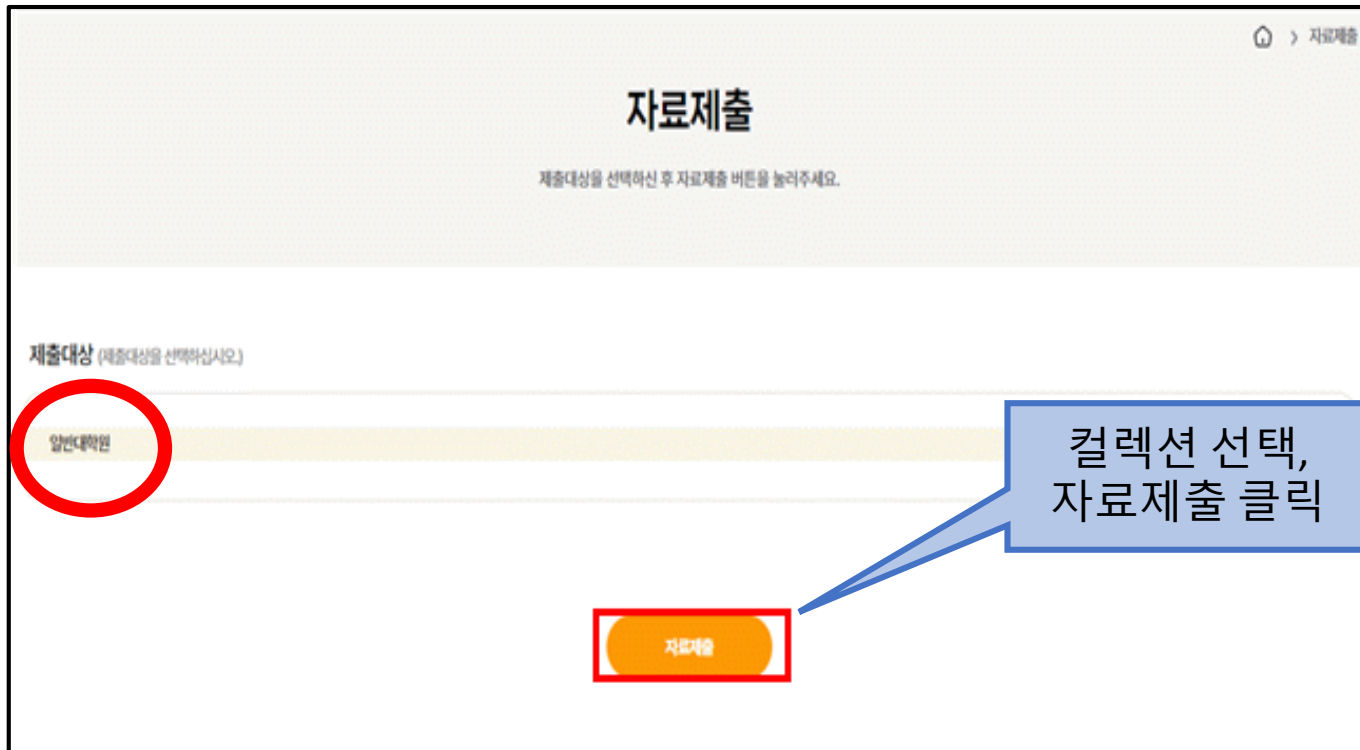 > 자료제출
자료제출
제출대상을 선택하신 후 자료제출 버튼을 눌러주세요.
제출대상 (제출대상을 선택하십시오.)
일반대학원
컬렉션 선택,
자료제출 클릭
자료제출